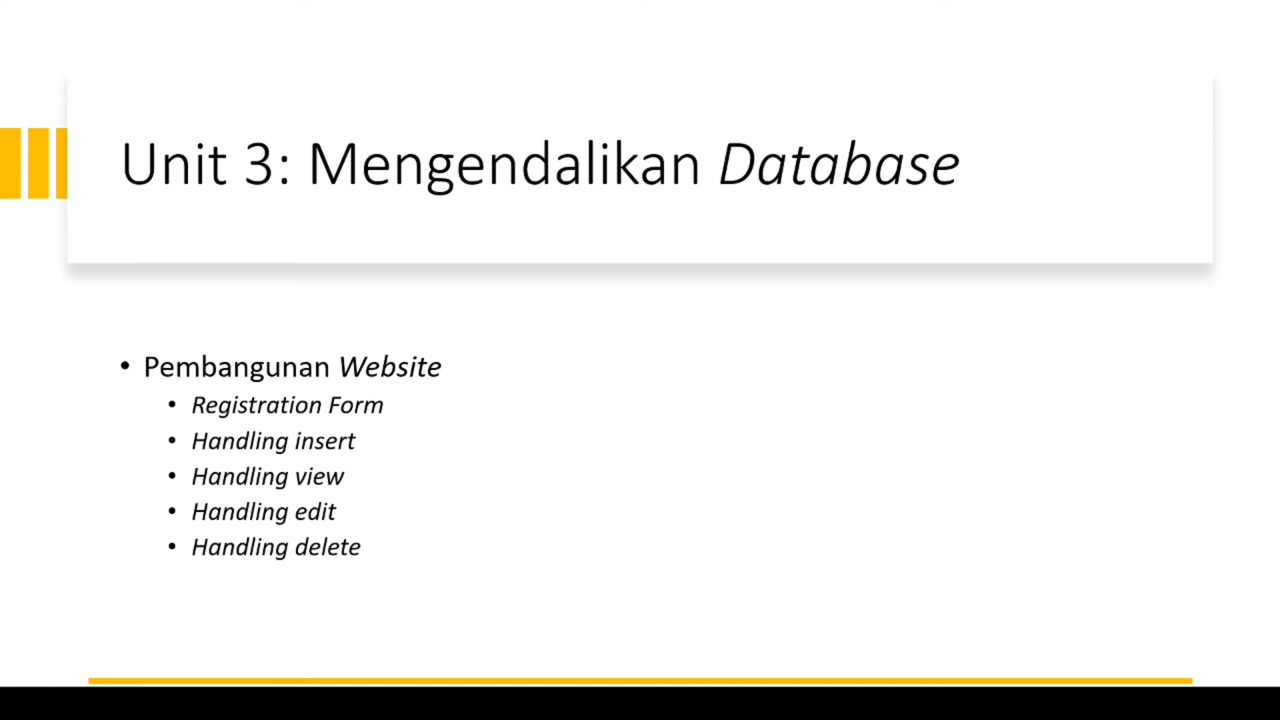 Unit 3: Mengendalikan Database
• Pembangunan Website
• Registration Form
• Handling insert
• Handling view
• Handling edit
• Handling delete